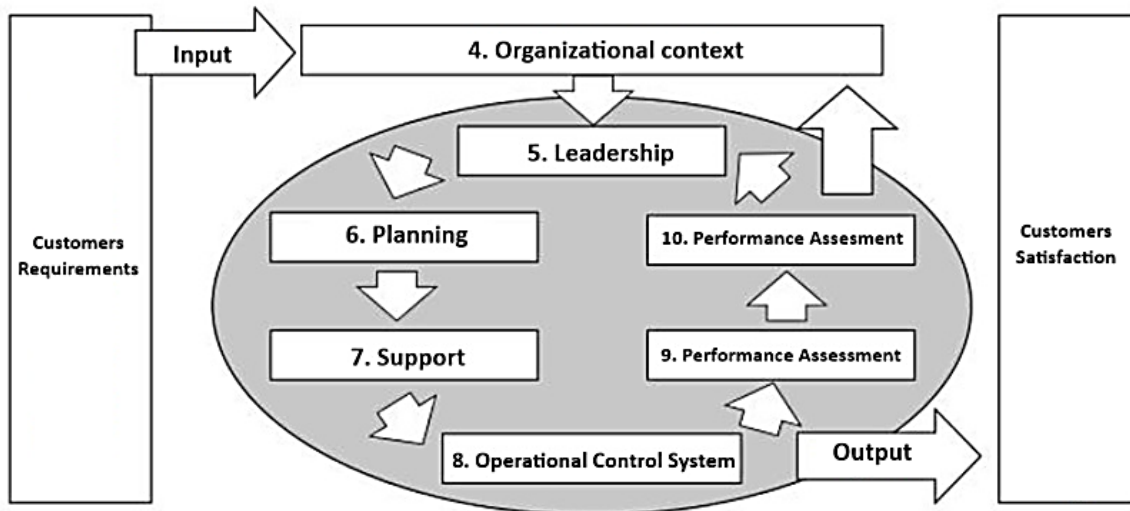 Input
4. Organizational context
5. Leadership
Customers
Requirements
6. Planning
10. Performance Assesment
Customers
Satisfaction
7. Support
9. Performance Assessment
8. Operational Control System
Output